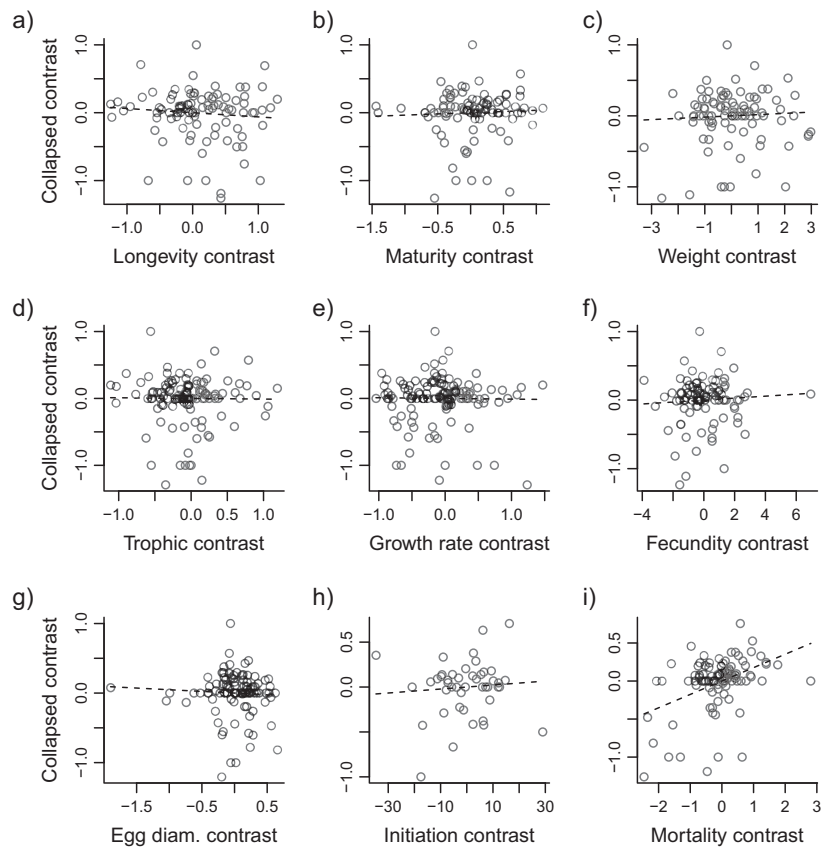 a) b) c)
Collapsed contrast
1.0
0.0
−1.0
1.0
0.0
−1.0
1.0
0.0
−1.0
−1.0 0.0 1.0
−1.5 −0.5 0.5
−3 −1 1 2 3
Longevity contrast Maturity contrast Weight contrast
d) e) f)
Collapsed contrast
1.0
0.0
−1.0
1.0
0.0
−1.0
1.0
0.0
−1.0
−1.0 0.0 0.5 1.0
−1.0 0.0 1.0
−4 −2 0 2 4 6
Trophic contrast Growth rate contrast Fecundity contrast
g) h) i)
Collapsed contrast
1.0
0.0
−1.0
0.5
0.0
−1.0
0.5
0.0
−1.0
−1.5 −0.5 0.5
−30 −10 10 30
−2 −1 0 1 2 3
Egg diam. contrast Initiation contrast Mortality contrast